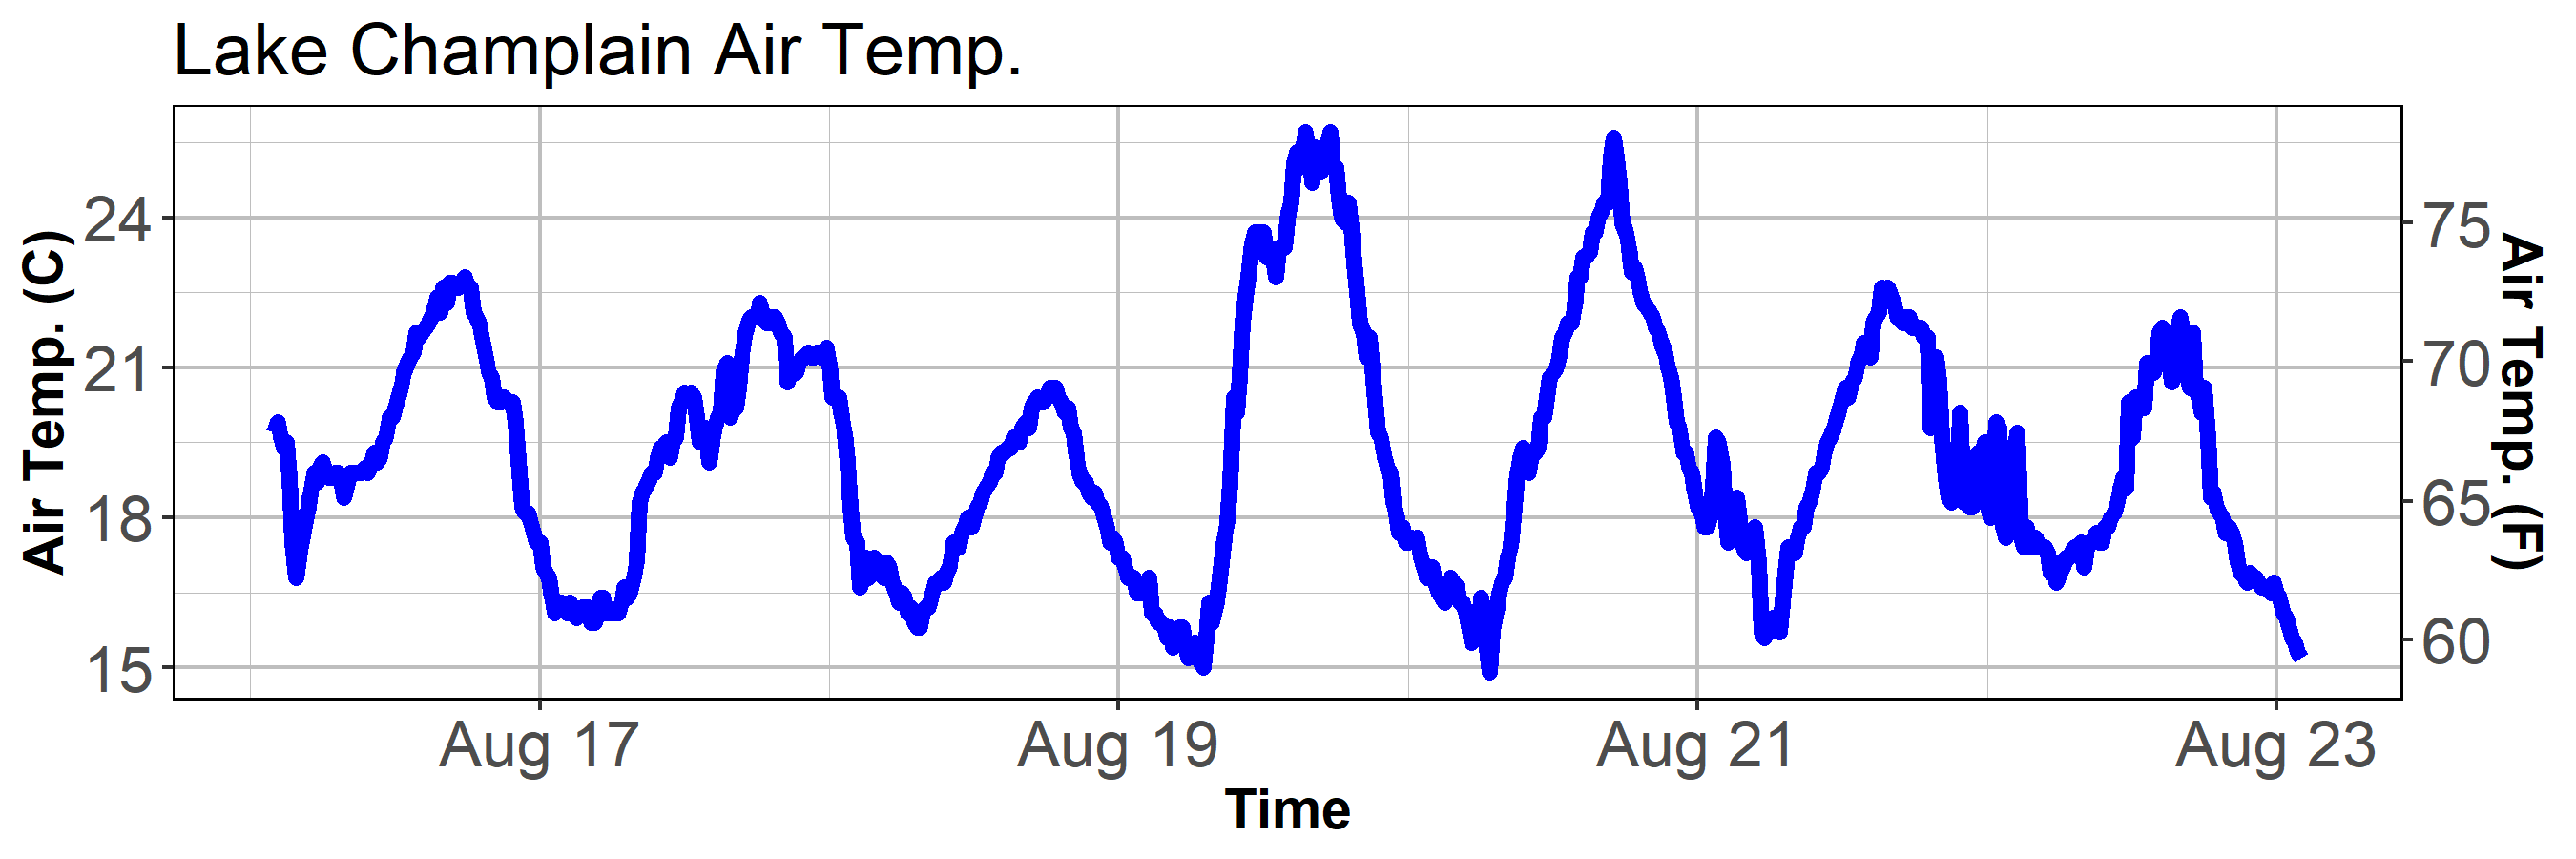 Lake Champlain Air Temp.
Air Temp. (C)
24
21
18
15
75
70
65
60
Air Temp. (F)
Aug 17
Aug 19
Aug 21
Aug 23
Time